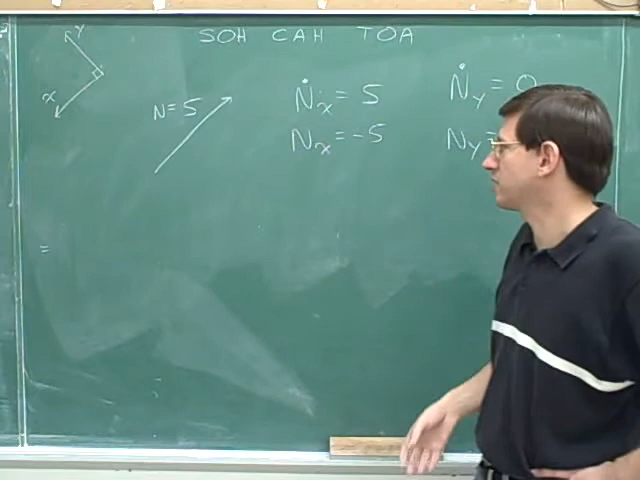 SOH CAH TOA
Y
x
N=5
Ṅx = 5
Nx = -5
ṄY = 0
NY =
=